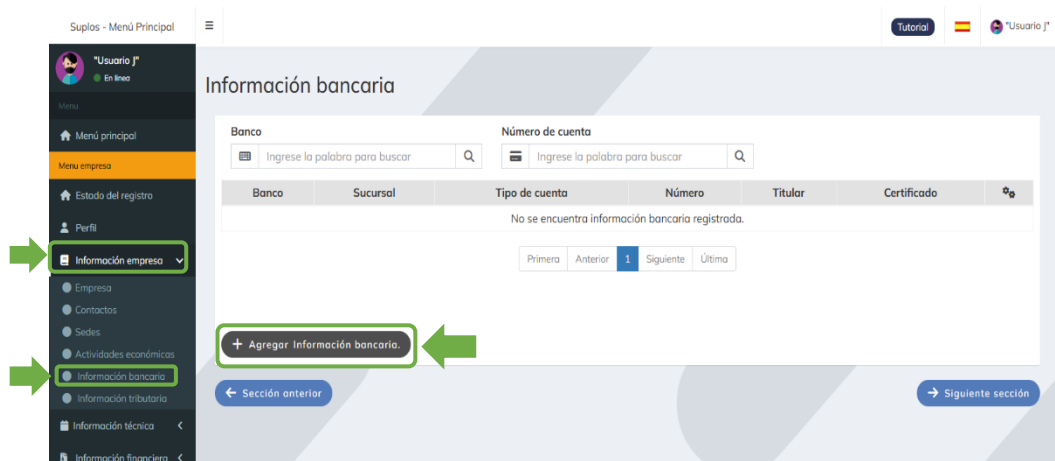 Suplos - Menú Principal
Tutorial
"Usuario J"
"Usuario J"
En línea
Menu
Menú principal
Menu empresa
Estado del registro
Perfil
Información empresa
Empresa
Contactos
Sedes
Actividades económicas
Información bancaria
Información tributaria
Información técnica
Información financiera
Información bancaria
Banco Número de cuenta
Ingrese la palabra para buscar Ingrese la palabra para buscar
Banco Sucursal Tipo de cuenta Número Titular Certificado
No se encuentra información bancaria registrada.
Primera Anterior 1 Siguiente Última
+ Agregar Información bancaria.
← Sección anterior → Siguiente sección